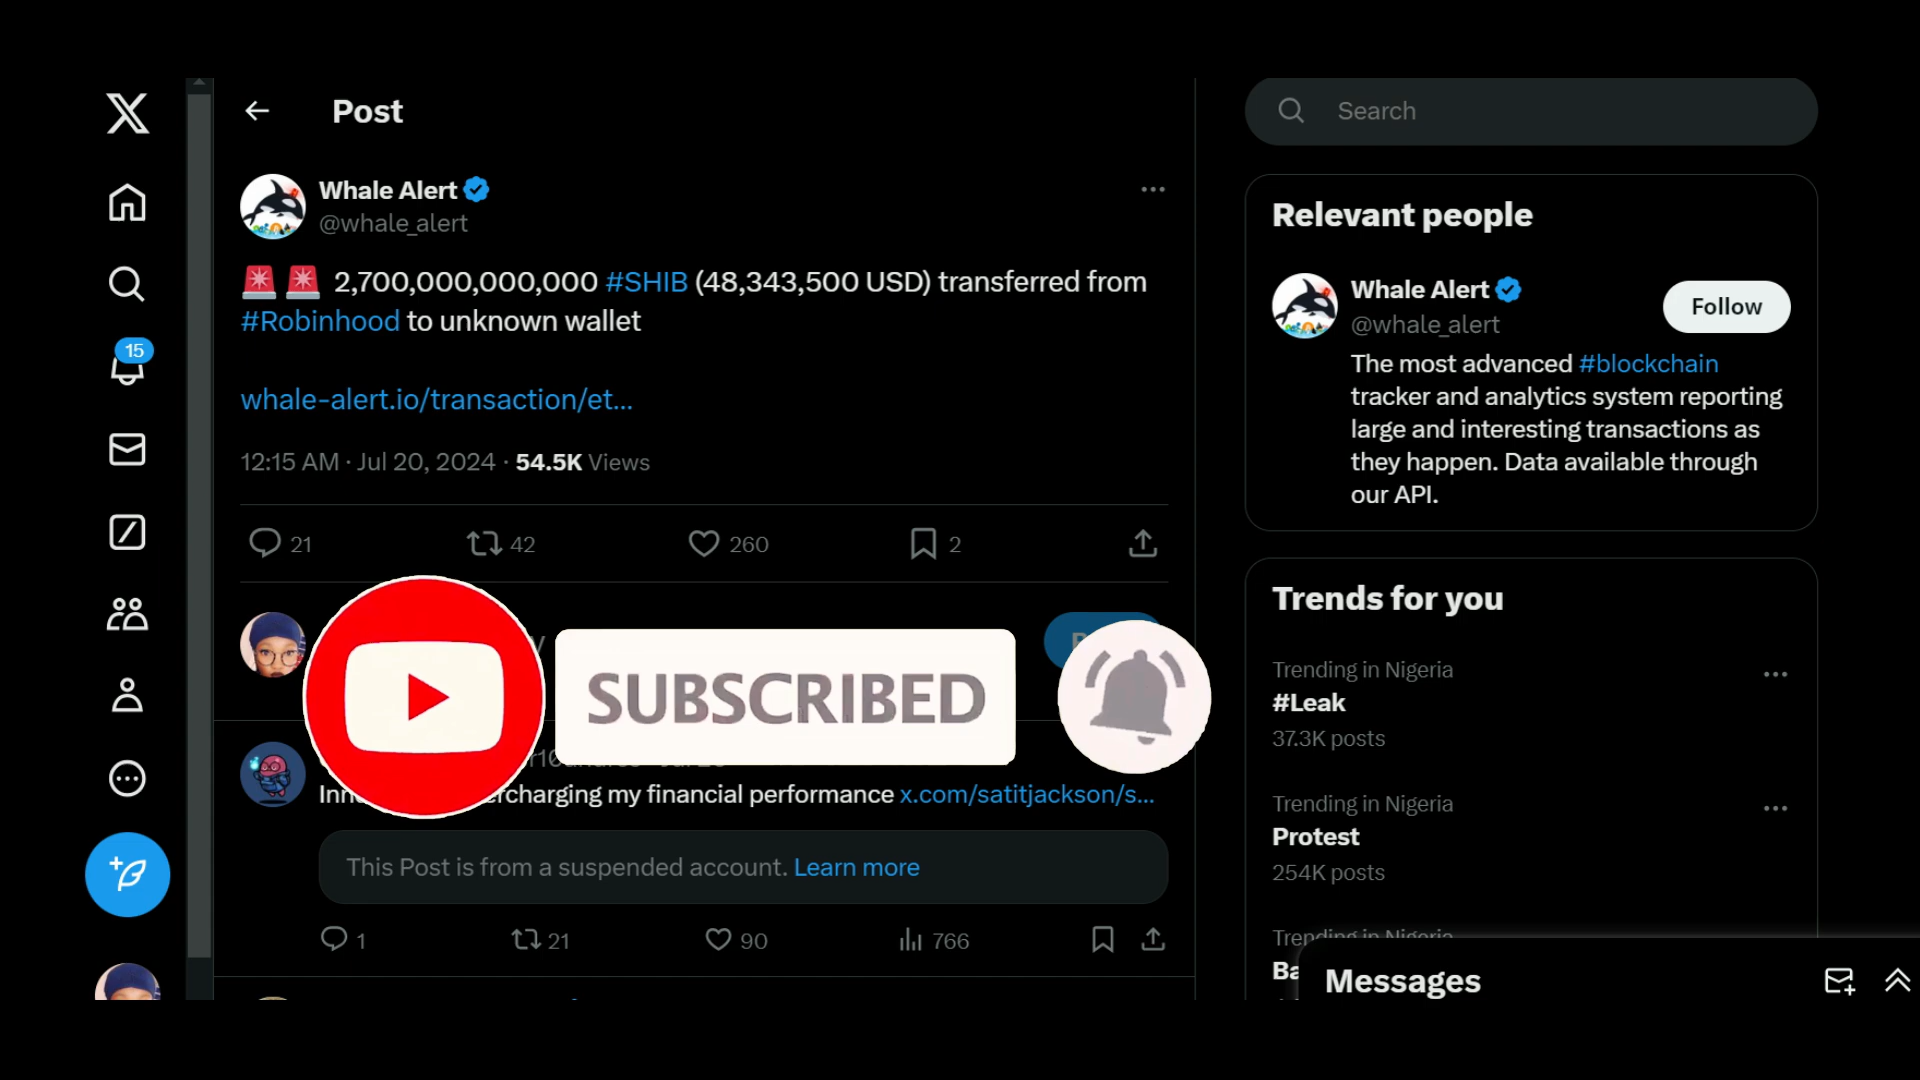 Post
Search
Whale Alert
@whale_alert
2,700,000,000,000 #SHIB (48,343,500 USD) transferred from
#Robinhood to unknown wallet
whale-alert.io/transaction/et...
12:15 AM · Jul 20, 2024 · 54.5K Views
21 42 260 2
SUBSCRIBED
financial performance x.com/satitjackson/s...
This Post is from a suspended account. Learn more
1 21 90 766
15
Relevant people
Whale Alert
@whale_alert
Follow
The most advanced #blockchain
tracker and analytics system reporting
large and interesting transactions as
they happen. Data available through
our API.
Trends for you
Trending in Nigeria
#Leak
37.3K posts
Trending in Nigeria
Protest
254K posts
Trending in Nigeria
Messages